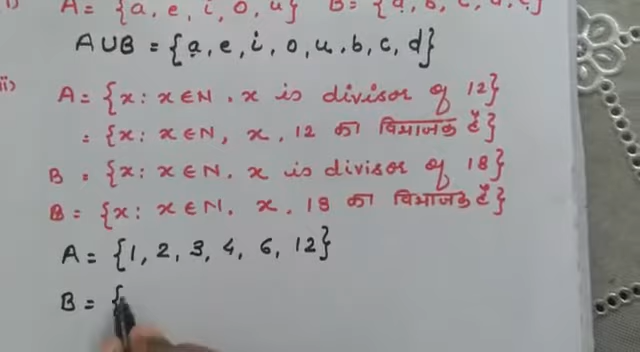 i) A = {a, e, i, o, u} B = {a, b, c, d, e}
A∪B = {a, e, i, o, u, b, c, d}
ii) A = {x: x∈N, x is divisor of 12}
= {x: x∈N, x, 12 का विभाजक है}
B = {x: x∈N, x is divisor of 18}
B = {x: x∈N, x, 18 का विभाजक है}
A = {1, 2, 3, 4, 6, 12}
B = {